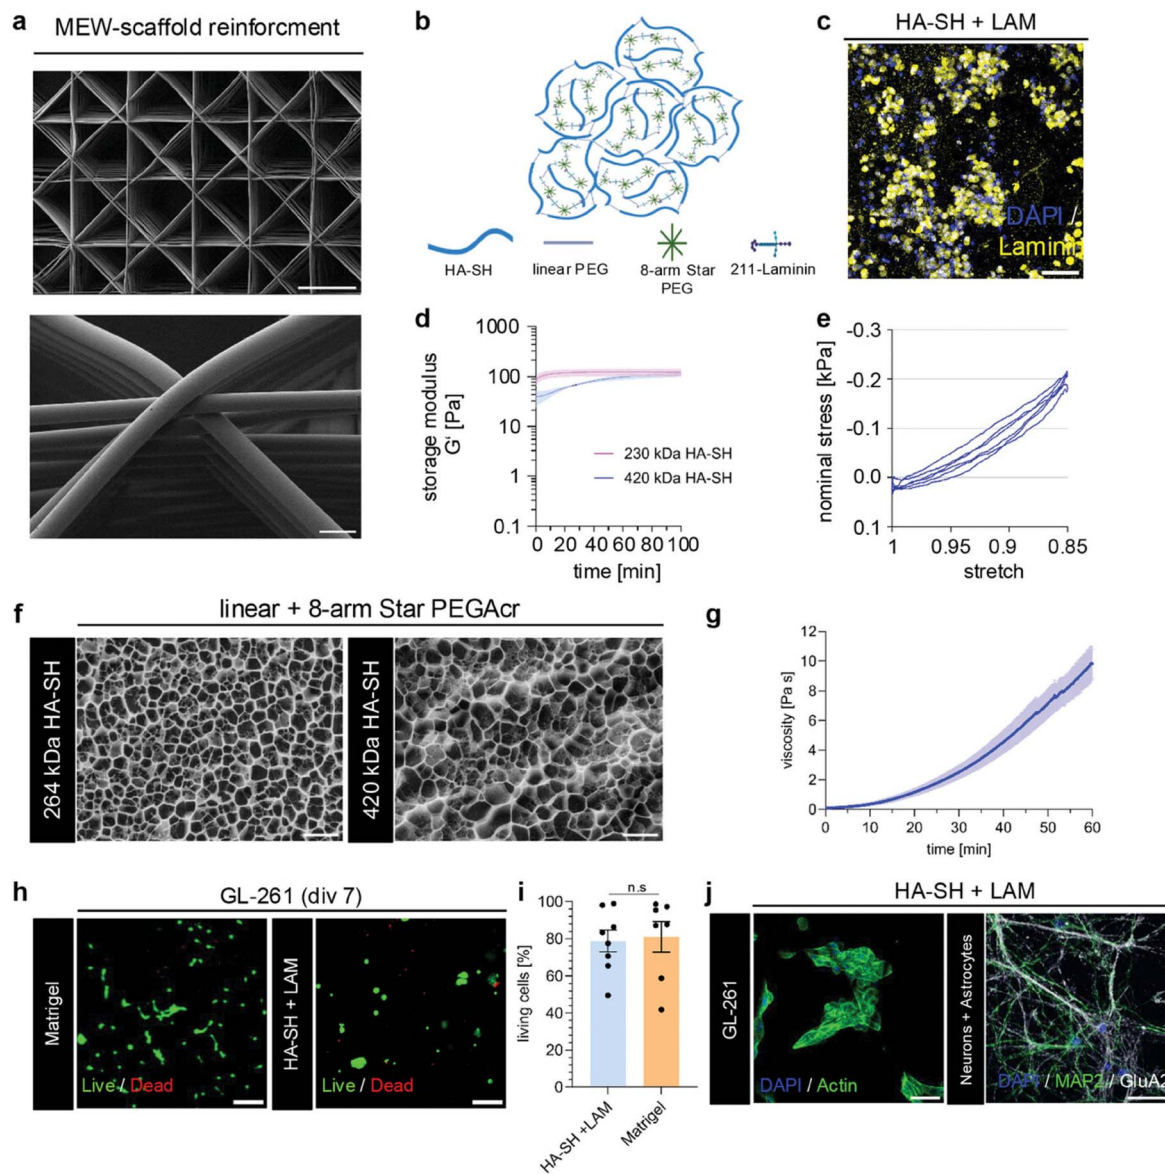 a
MEW-scaffold reinforcment
b
HA-SH
linear PEG
8-arm Star
PEG
211-Laminin
c
HA-SH + LAM
DAPI /
Laminin
d
storage modulus
G' [Pa]
1000
100
10
1
0.1
230 kDa HA-SH
420 kDa HA-SH
0 20 40 60 80 100
time [min]
e
nominal stress [kPa]
-0.3
-0.2
-0.1
0.0
0.1
1 0.95 0.9 0.85
stretch
f
linear + 8-arm Star PEGAcr
264 kDa HA-SH
420 kDa HA-SH
g
viscosity [Pa s]
12
10
8
6
4
2
0
0 10 20 30 40 50 60
time [min]
h
GL-261 (div 7)
Matrigel
Live / Dead
HA-SH + LAM
Live / Dead
i
n.s
living cells [%]
100
80
60
40
20
0
HA-SH +LAM
Matrigel
j
HA-SH + LAM
GL-261
DAPI / Actin
Neurons + Astrocytes
DAPI / MAP2 / GluA2